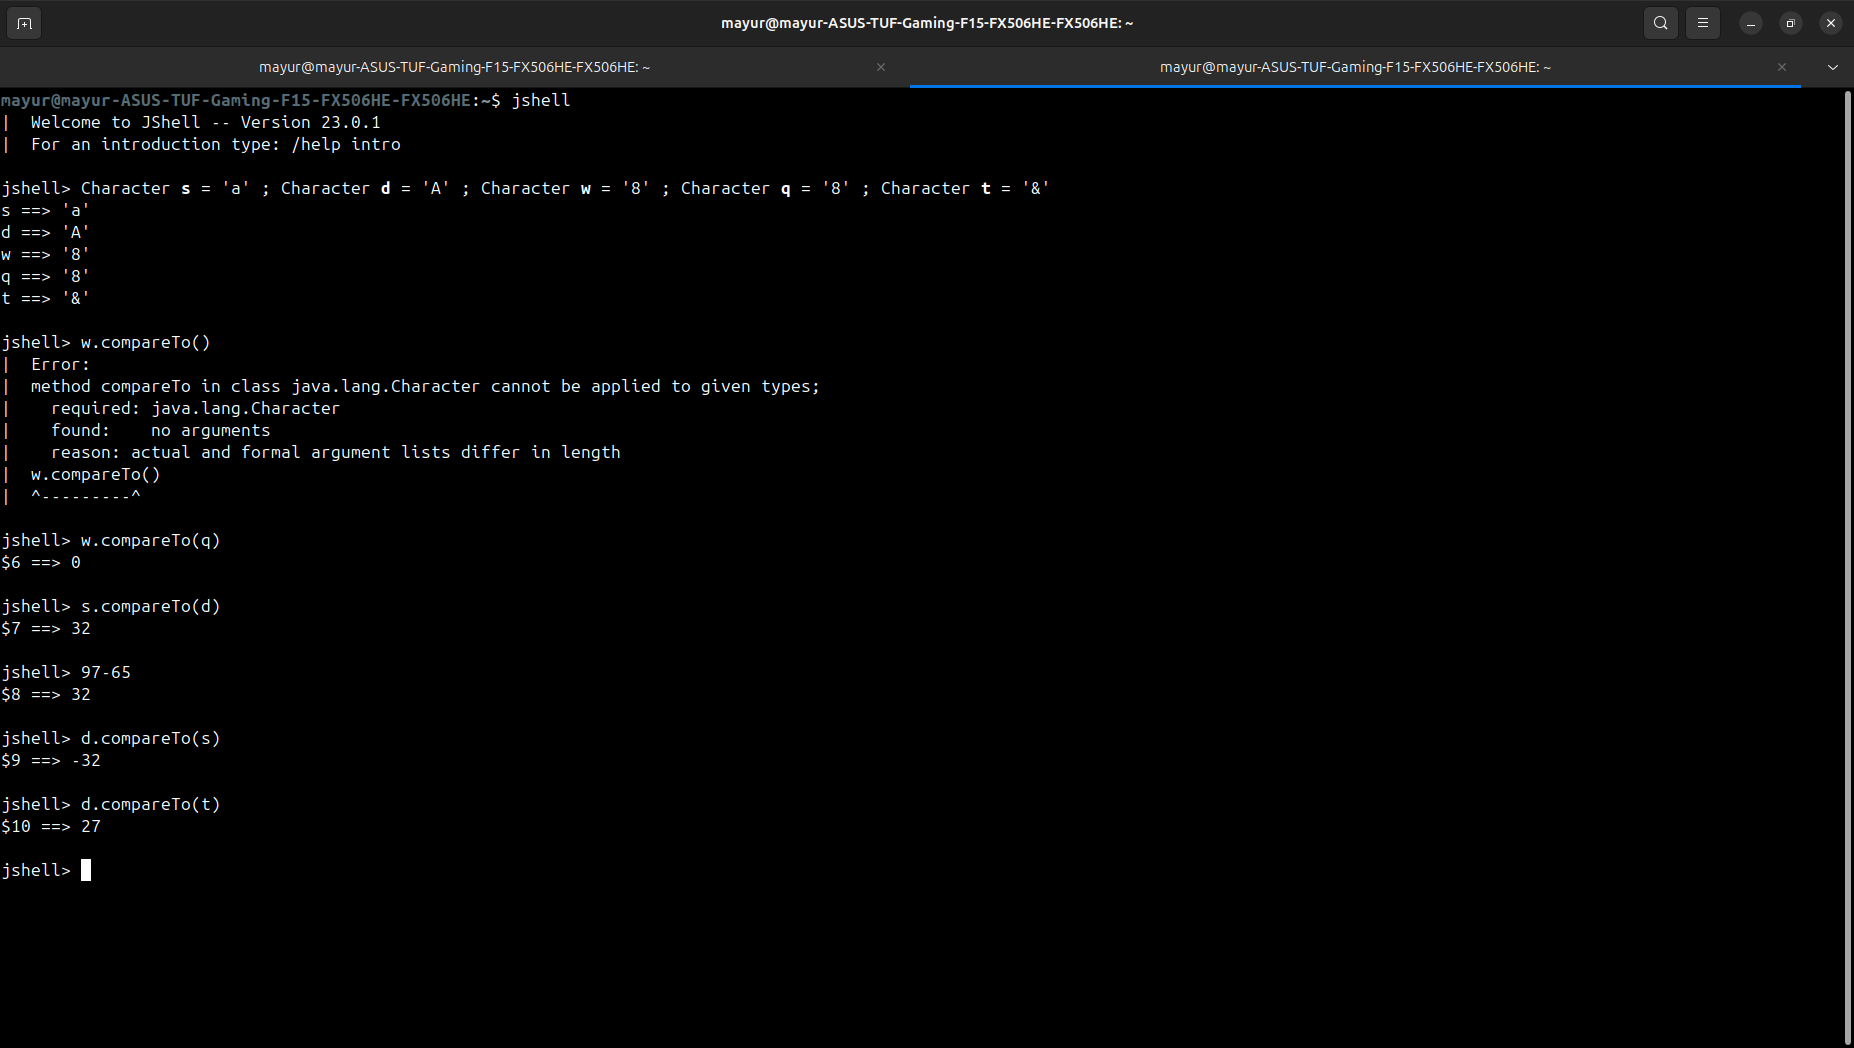 mayur@mayur-ASUS-TUF-Gaming-F15-FX506HE-FX506HE: ~
mayur@mayur-ASUS-TUF-Gaming-F15-FX506HE-FX506HE: ~
mayur@mayur-ASUS-TUF-Gaming-F15-FX506HE-FX506HE: ~
mayur@mayur-ASUS-TUF-Gaming-F15-FX506HE-FX506HE:~$ jshell
|  Welcome to JShell -- Version 23.0.1
|  For an introduction type: /help intro
jshell> Character s = 'a' ; Character d = 'A' ; Character w = '8' ; Character q = '8' ; Character t = '&'
s ==> 'a'
d ==> 'A'
w ==> '8'
q ==> '8'
t ==> '&'
jshell> w.compareTo()
|  Error:
|  method compareTo in class java.lang.Character cannot be applied to given types;
|    required: java.lang.Character
|    found:    no arguments
|    reason: actual and formal argument lists differ in length
|  w.compareTo()
|  ^---------^
jshell> w.compareTo(q)
$6 ==> 0
jshell> s.compareTo(d)
$7 ==> 32
jshell> 97-65
$8 ==> 32
jshell> d.compareTo(s)
$9 ==> -32
jshell> d.compareTo(t)
$10 ==> 27
jshell>